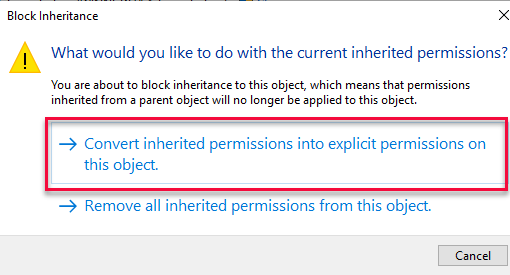 Block Inheritance
What would you like to do with the current inherited permissions?
You are about to block inheritance to this object, which means that permissions
inherited from a parent object will no longer be applied to this object.
Convert inherited permissions into explicit permissions on
this object.
Remove all inherited permissions from this object.
Cancel